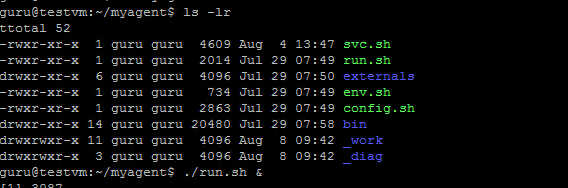 guru@testvm:~/myagent$ ls -lr
ttotal 52
-rwxr-xr-x  1 guru guru  4609 Aug  4 13:47 svc.sh
-rwxr-xr-x  1 guru guru  2014 Jul 29 07:49 run.sh
drwxr-xr-x  6 guru guru  4096 Jul 29 07:50 externals
-rwxr-xr-x  1 guru guru   734 Jul 29 07:49 env.sh
-rwxr-xr-x  1 guru guru  2863 Jul 29 07:49 config.sh
drwxr-xr-x 14 guru guru 20480 Jul 29 07:58 bin
drwxrwxr-x 11 guru guru  4096 Aug  8 09:42 _work
drwxrwxr-x  3 guru guru  4096 Aug  8 09:42 _diag
guru@testvm:~/myagent$ ./run.sh &
[1] 3087